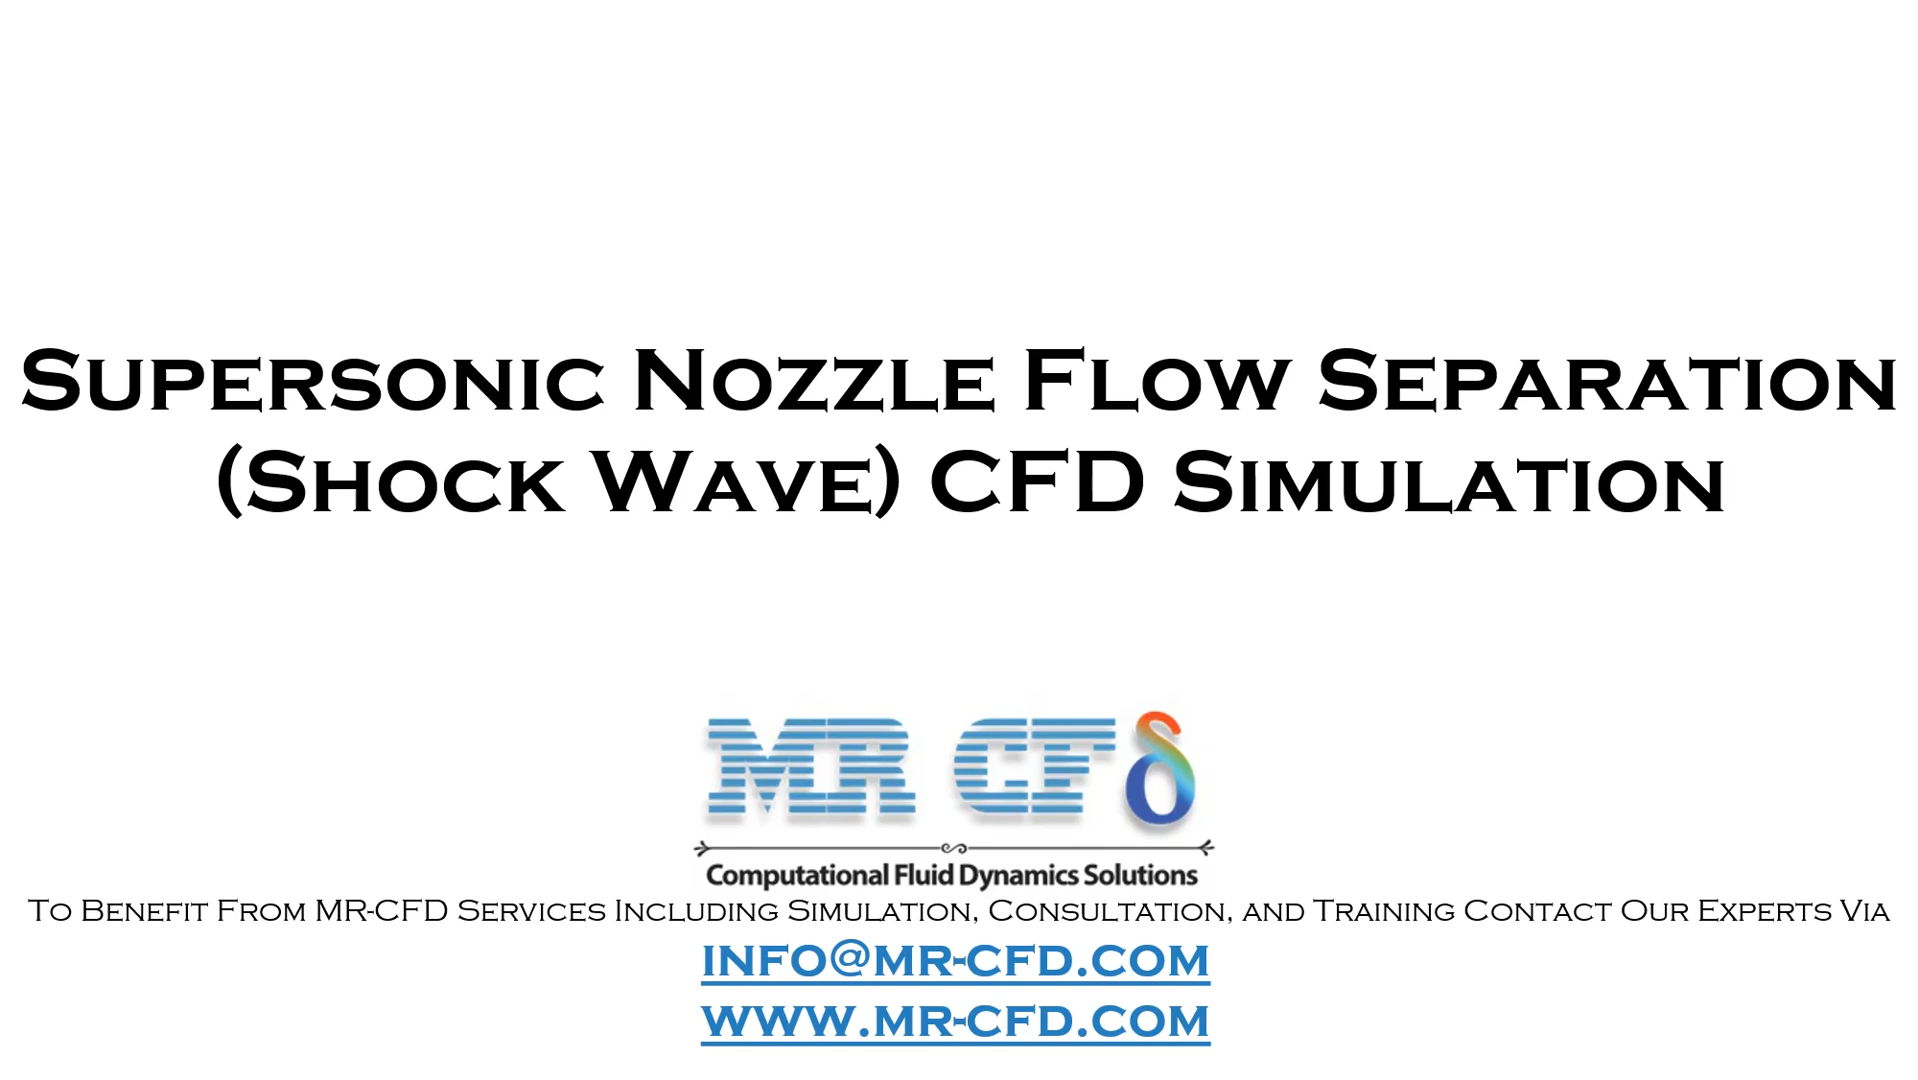 Supersonic Nozzle Flow Separation
(Shock Wave) CFD Simulation
MR CFδ
Computational Fluid Dynamics Solutions
To Benefit From MR-CFD Services Including Simulation, Consultation, and Training Contact Our Experts Via
info@mr-cfd.com
www.mr-cfd.com